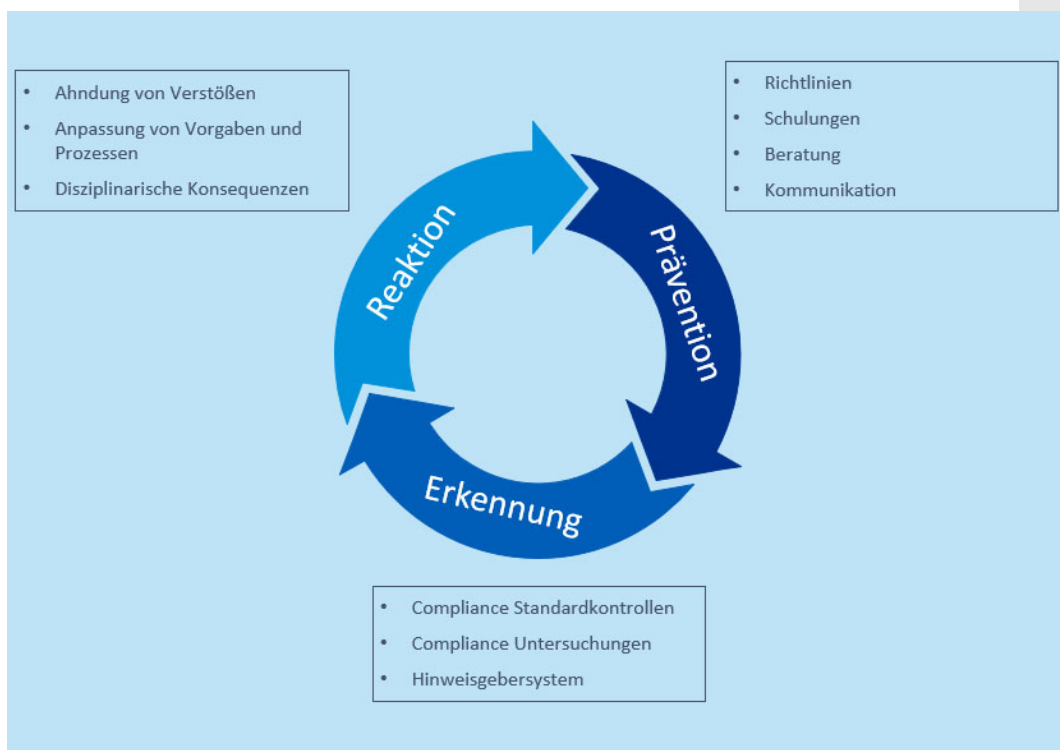 Ahndung von Verstößen
Anpassung von Vorgaben und
Prozessen
Disziplinarische Konsequenzen
Richtlinien
Schulungen
Beratung
Kommunikation
Reaktion
Prävention
Erkennung
Compliance Standardkontrollen
Compliance Untersuchungen
Hinweisgebersystem